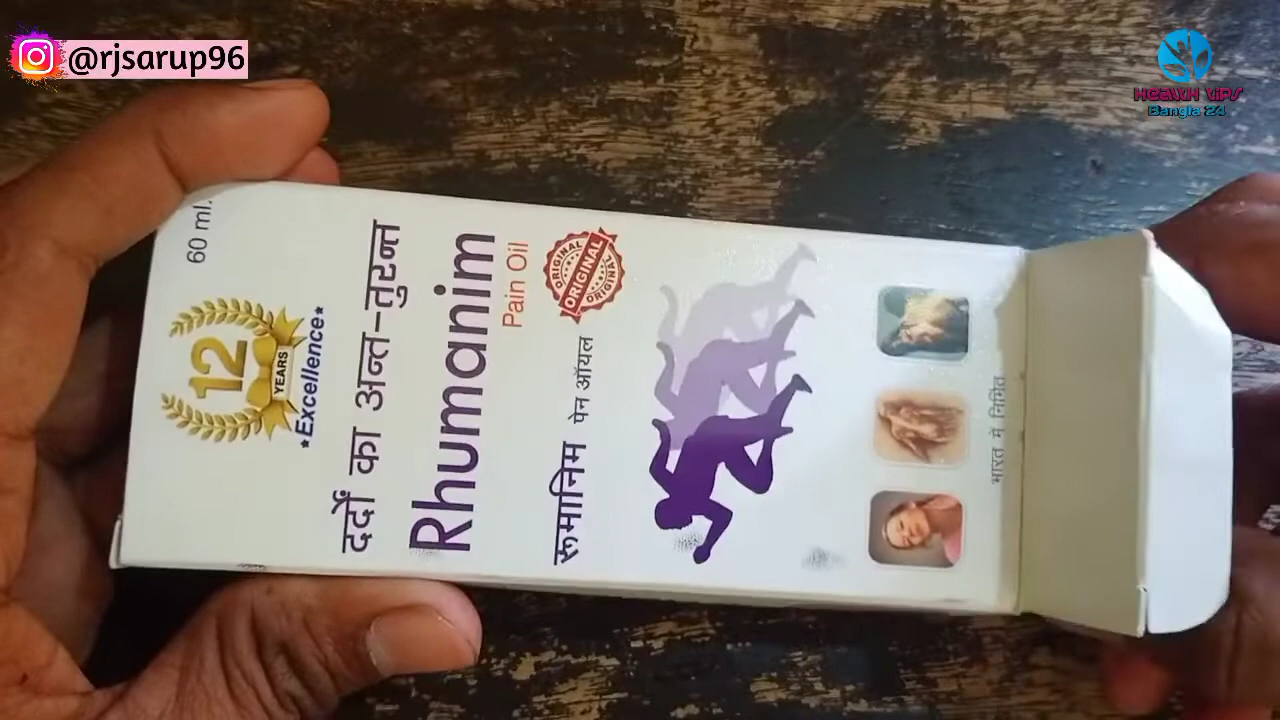 @rjsarup96
HEALTH TIPS
Bangla 24
60 ml.
12
YEARS
*Excellence*
दर्दों का अन्त-तुरन्त
Rhumanim
Pain Oil
रूमानिम पेन ऑयल
ORIGINAL
ORIGINAL
ORIGINAL
भारत में निर्मित